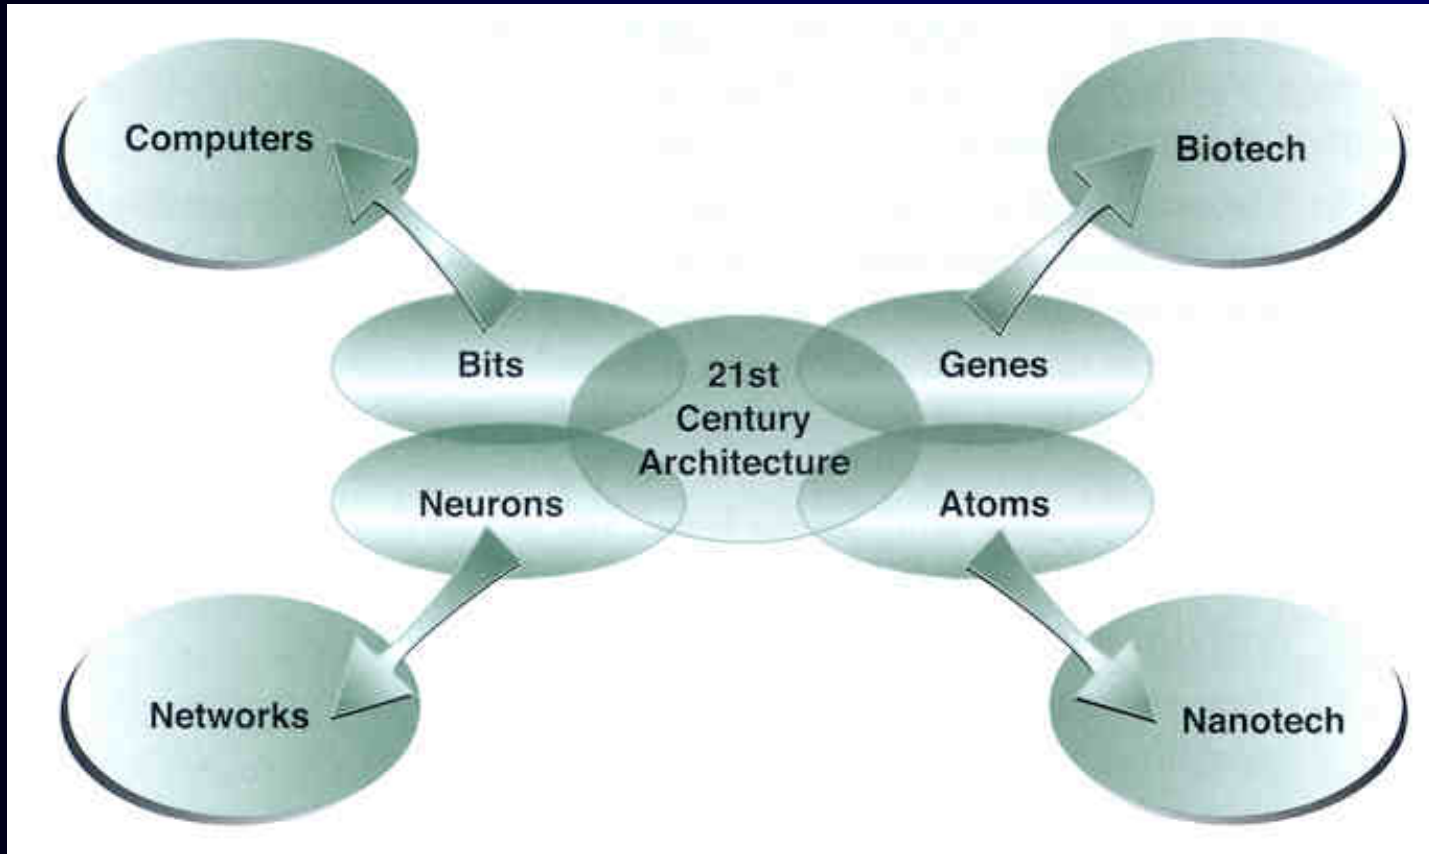 Computers
Biotech
Bits
21st
Century
Architecture
Genes
Neurons
Atoms
Networks
Nanotech